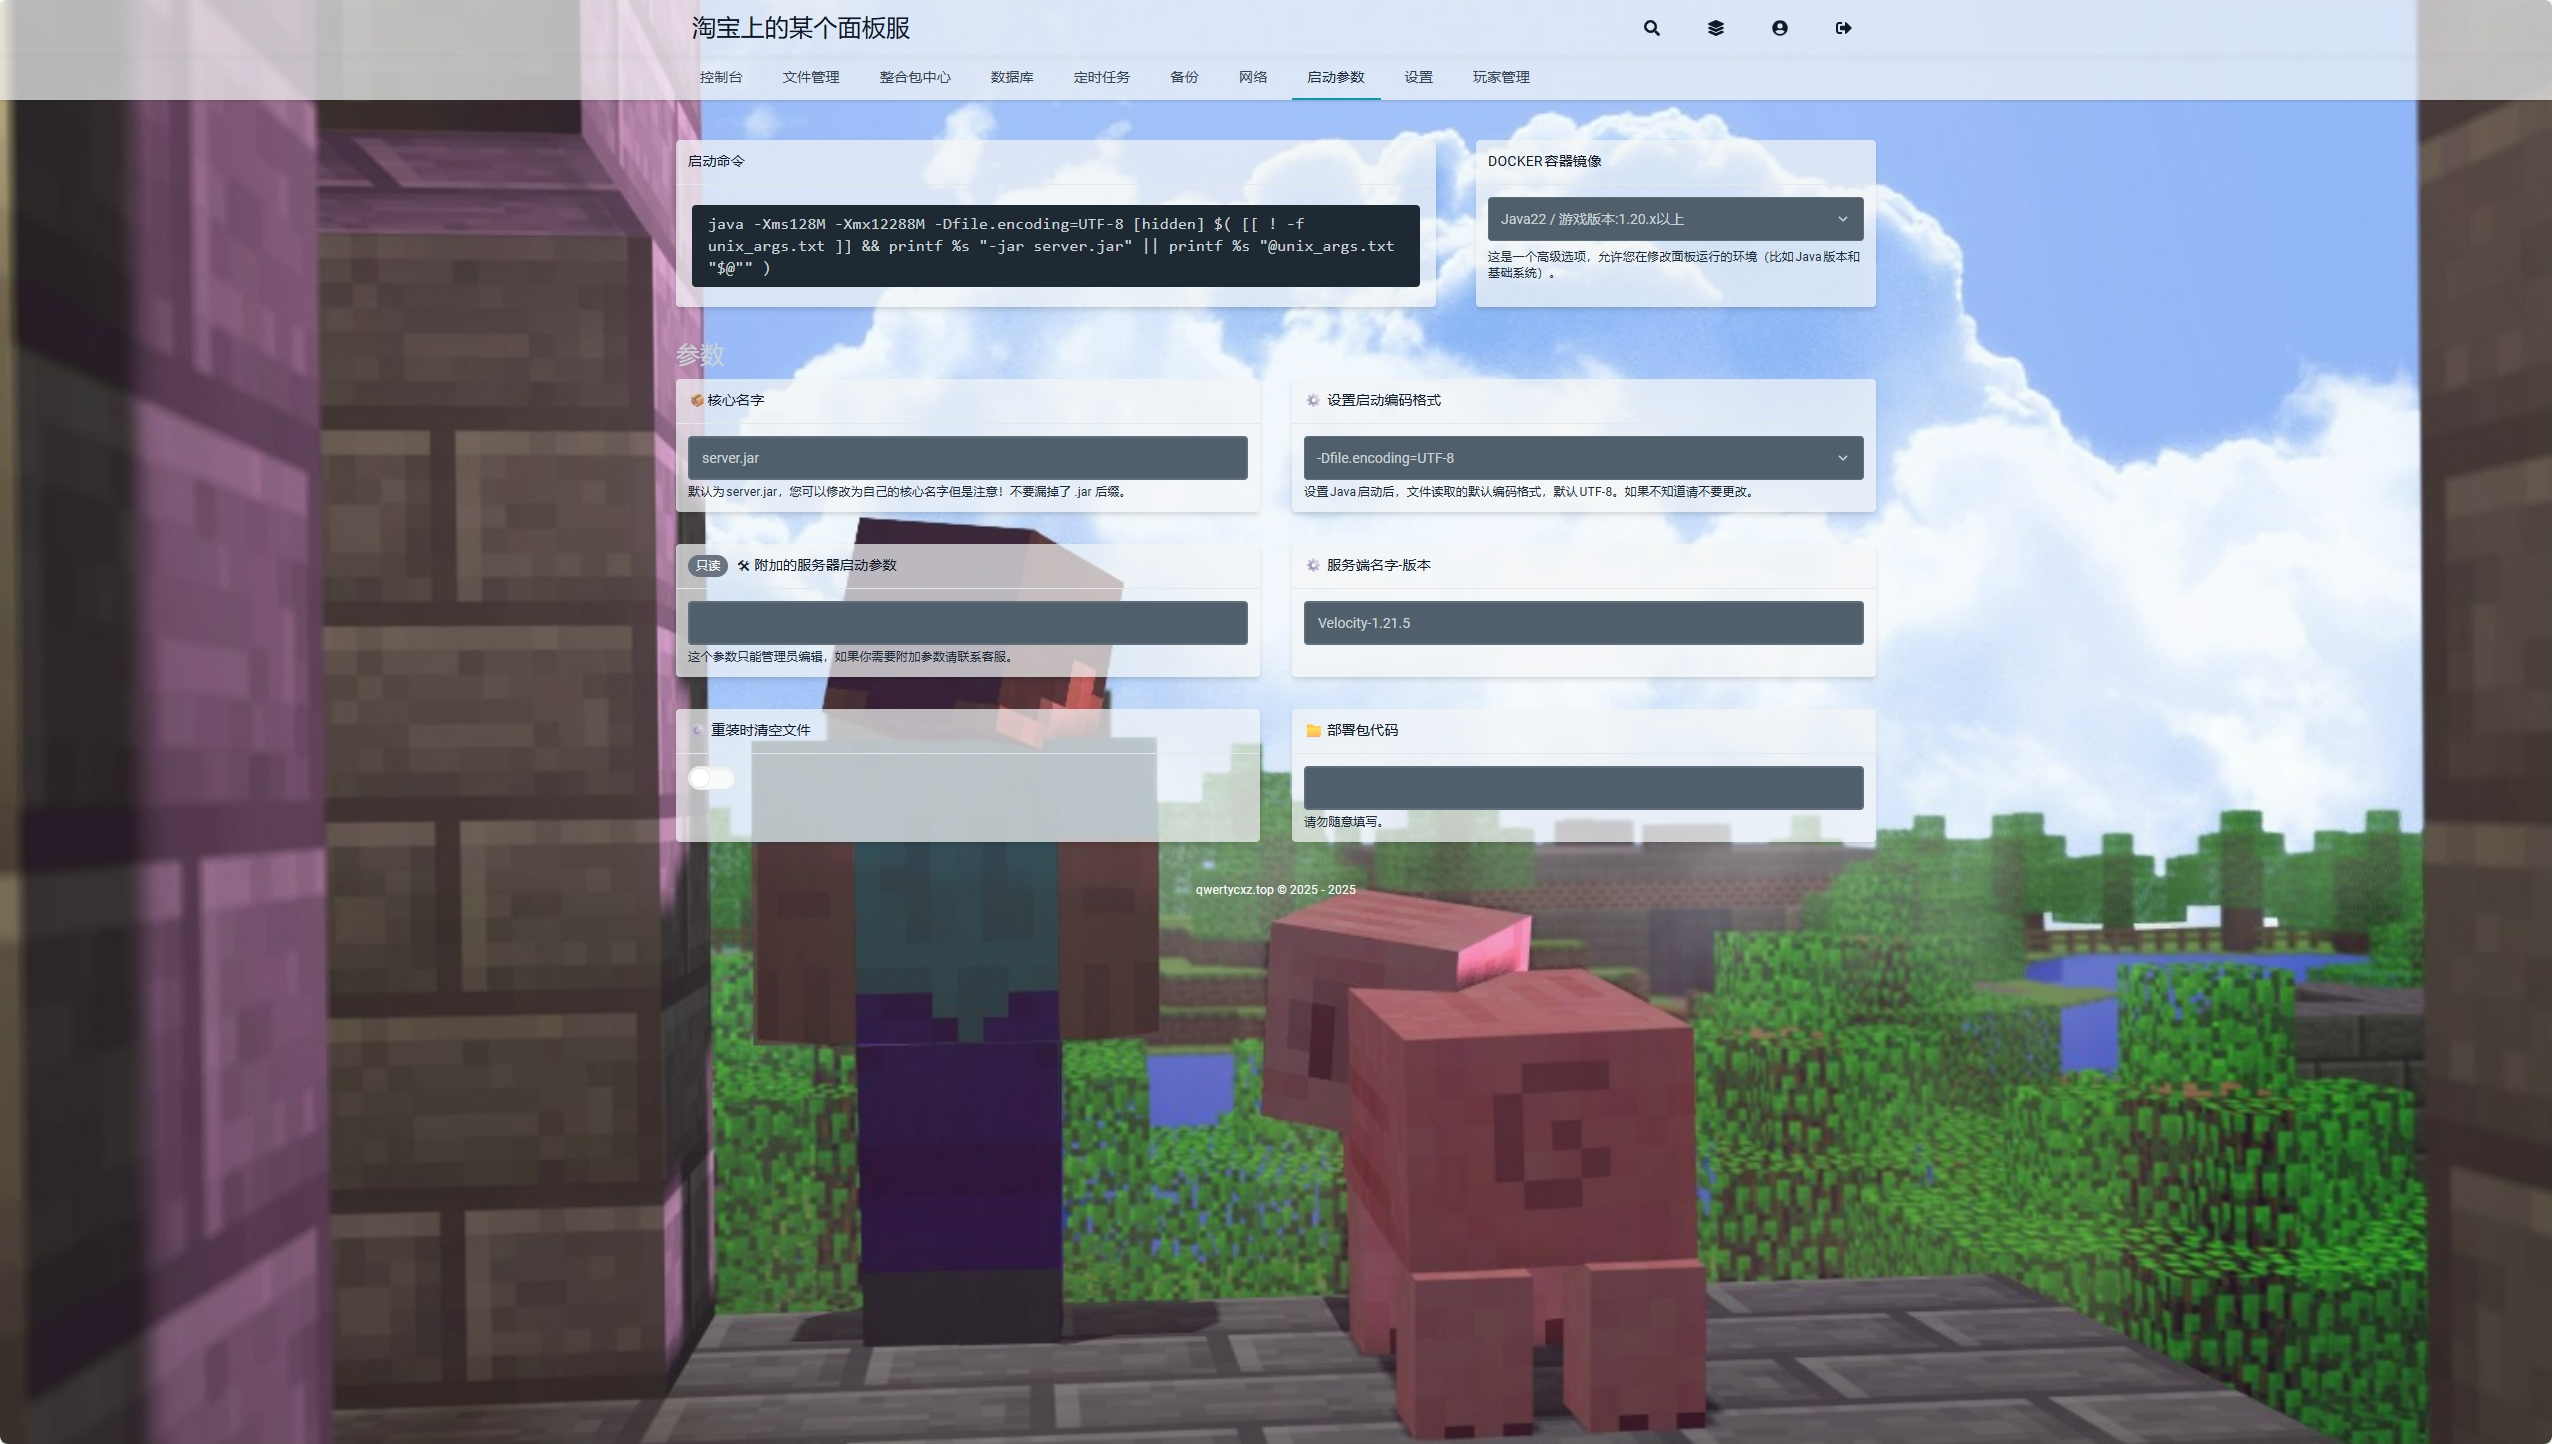 淘宝上的某个面板服
控制台 文件管理 整合包中心 数据库 定时任务 备份 网络 启动参数 设置 玩家管理
启动命令
java -Xms128M -Xmx12288M -Dfile.encoding=UTF-8 [hidden] $( [[ ! -f
unix_args.txt ]] && printf %s "-jar server.jar" || printf %s "@unix_args.txt
"$@"" )
DOCKER容器镜像
Java22 / 游戏版本:1.20.x以上
这是一个高级选项，允许您在修改面板运行的环境（比如Java版本和
基础系统）。
参数
📦核心名字
server.jar
默认为server.jar，您可以修改为自己的核心名字但是注意！不要漏掉了 .jar 后缀。
⚙️ 设置启动编码格式
-Dfile.encoding=UTF-8
设置Java启动后，文件读取的默认编码格式，默认UTF-8。如果不知道请不要更改。
只读 🛠 附加的服务器启动参数
这个参数只能管理员编辑，如果你需要附加参数请联系客服。
⚙️ 服务端名字-版本
Velocity-1.21.5
⚙️ 重装时清空文件
📁 部署包代码
请勿随意填写。
qwertycxz.top © 2025 - 2025